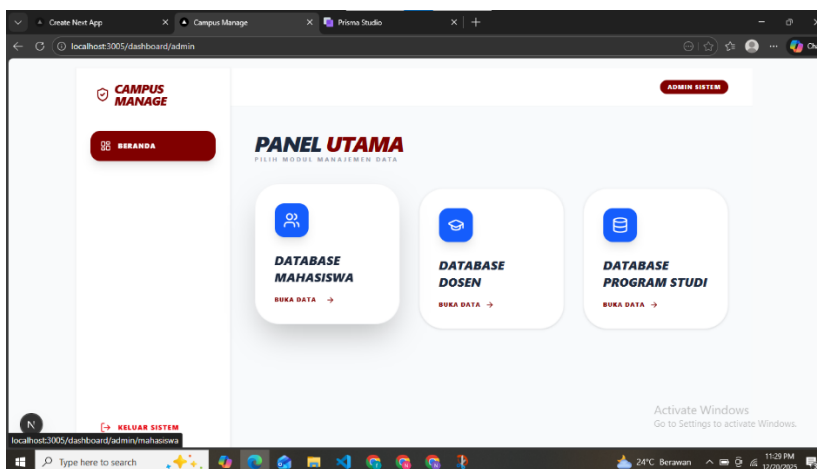 Create Next App
Campus Manage
Prisma Studio
localhost:3005/dashboard/admin
CAMPUS
MANAGE
ADMIN SISTEM
BERANDA
PANEL UTAMA
PILIH MODUL MANAJEMEN DATA
DATABASE
MAHASISWA
BUKA DATA →
DATABASE
DOSEN
BUKA DATA →
DATABASE
PROGRAM STUDI
BUKA DATA →
Activate Windows
Go to Settings to activate Windows.
N
KELUAR SISTEM
localhost:3005/dashboard/admin/mahasiswa
Type here to search
24°C Berawan
11:29 PM
12/20/2025